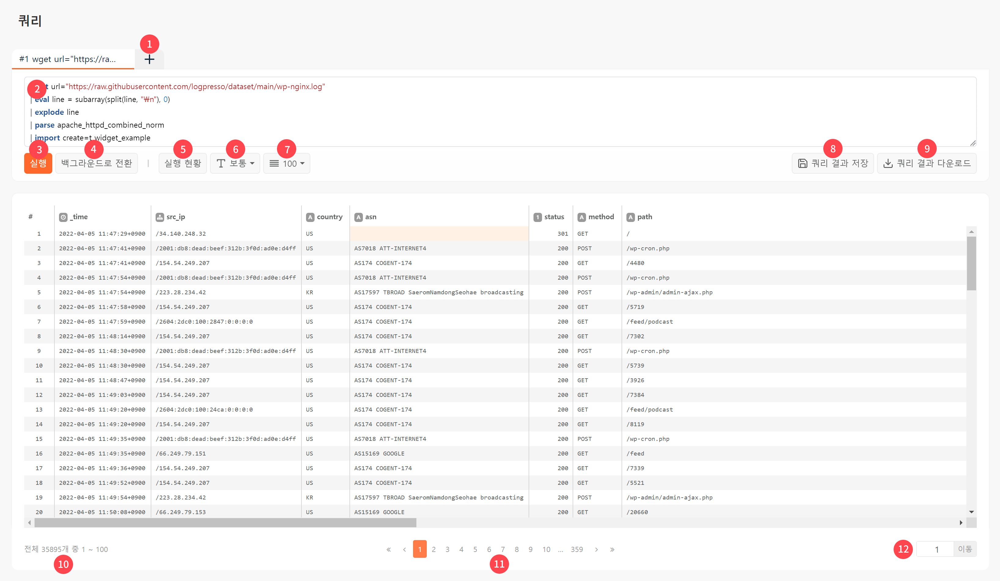 쿼리
1
#1 wget url="https://ra...
+
2
t url="https://raw.githubusercontent.com/logpresso/dataset/main/wp-nginx.log"
| eval line = subarray(split(line, "₩n"), 0)
| explode line
| parse apache_httpd_combined_norm
| import create=t_widget_example
3 4 5 6 7 8 9
실행 백그라운드로 전환 | 실행 현황 보통 100 쿼리 결과 저장 쿼리 결과 다운로드
# _time src_ip A country A asn 1 status A method A path
1 2022-04-05 11:47:29+0900 /34.140.248.32 US 301 GET /
2 2022-04-05 11:47:41+0900 /2001:db8:dead:beef:312b:3f0d:ad0e:d4ff US AS7018 ATT-INTERNET4 200 POST /wp-cron.php
3 2022-04-05 11:47:41+0900 /154.54.249.207 US AS174 COGENT-174 200 GET /4480
4 2022-04-05 11:47:54+0900 /2001:db8:dead:beef:312b:3f0d:ad0e:d4ff US AS7018 ATT-INTERNET4 200 POST /wp-cron.php
5 2022-04-05 11:47:54+0900 /223.28.234.42 KR AS17597 TBROAD SaeromNamdongSeohae broadcasting 200 POST /wp-admin/admin-ajax.php
6 2022-04-05 11:47:58+0900 /154.54.249.207 US AS174 COGENT-174 200 GET /5719
7 2022-04-05 11:47:59+0900 /2604:2dc0:100:2847:0:0:0:0 US AS174 COGENT-174 200 GET /feed/podcast
8 2022-04-05 11:48:14+0900 /154.54.249.207 US AS174 COGENT-174 200 GET /7302
9 2022-04-05 11:48:30+0900 /2001:db8:dead:beef:312b:3f0d:ad0e:d4ff US AS7018 ATT-INTERNET4 200 POST /wp-cron.php
10 2022-04-05 11:48:30+0900 /154.54.249.207 US AS174 COGENT-174 200 GET /5739
11 2022-04-05 11:48:47+0900 /154.54.249.207 US AS174 COGENT-174 200 GET /3926
12 2022-04-05 11:49:03+0900 /154.54.249.207 US AS174 COGENT-174 200 GET /7384
13 2022-04-05 11:49:20+0900 /2604:2dc0:100:24ca:0:0:0:0 US AS174 COGENT-174 200 GET /feed/podcast
14 2022-04-05 11:49:20+0900 /154.54.249.207 US AS174 COGENT-174 200 GET /8119
15 2022-04-05 11:49:35+0900 /2001:db8:dead:beef:312b:3f0d:ad0e:d4ff US AS7018 ATT-INTERNET4 200 POST /wp-cron.php
16 2022-04-05 11:49:35+0900 /66.249.79.151 US AS15169 GOOGLE 200 GET /feed
17 2022-04-05 11:49:36+0900 /154.54.249.207 US AS174 COGENT-174 200 GET /7339
18 2022-04-05 11:49:52+0900 /154.54.249.207 US AS174 COGENT-174 200 GET /5521
19 2022-04-05 11:49:54+0900 /223.28.234.42 KR AS17597 TBROAD SaeromNamdongSeohae broadcasting 200 POST /wp-admin/admin-ajax.php
20 2022-04-05 11:50:08+0900 /66.249.79.153 US AS15169 GOOGLE 200 GET /20660
전체 35895개 중 1 ~ 100 « ‹ 1 2 3 4 5 6 7 8 9 10 ... 359 › » 12 1 이동
10 11